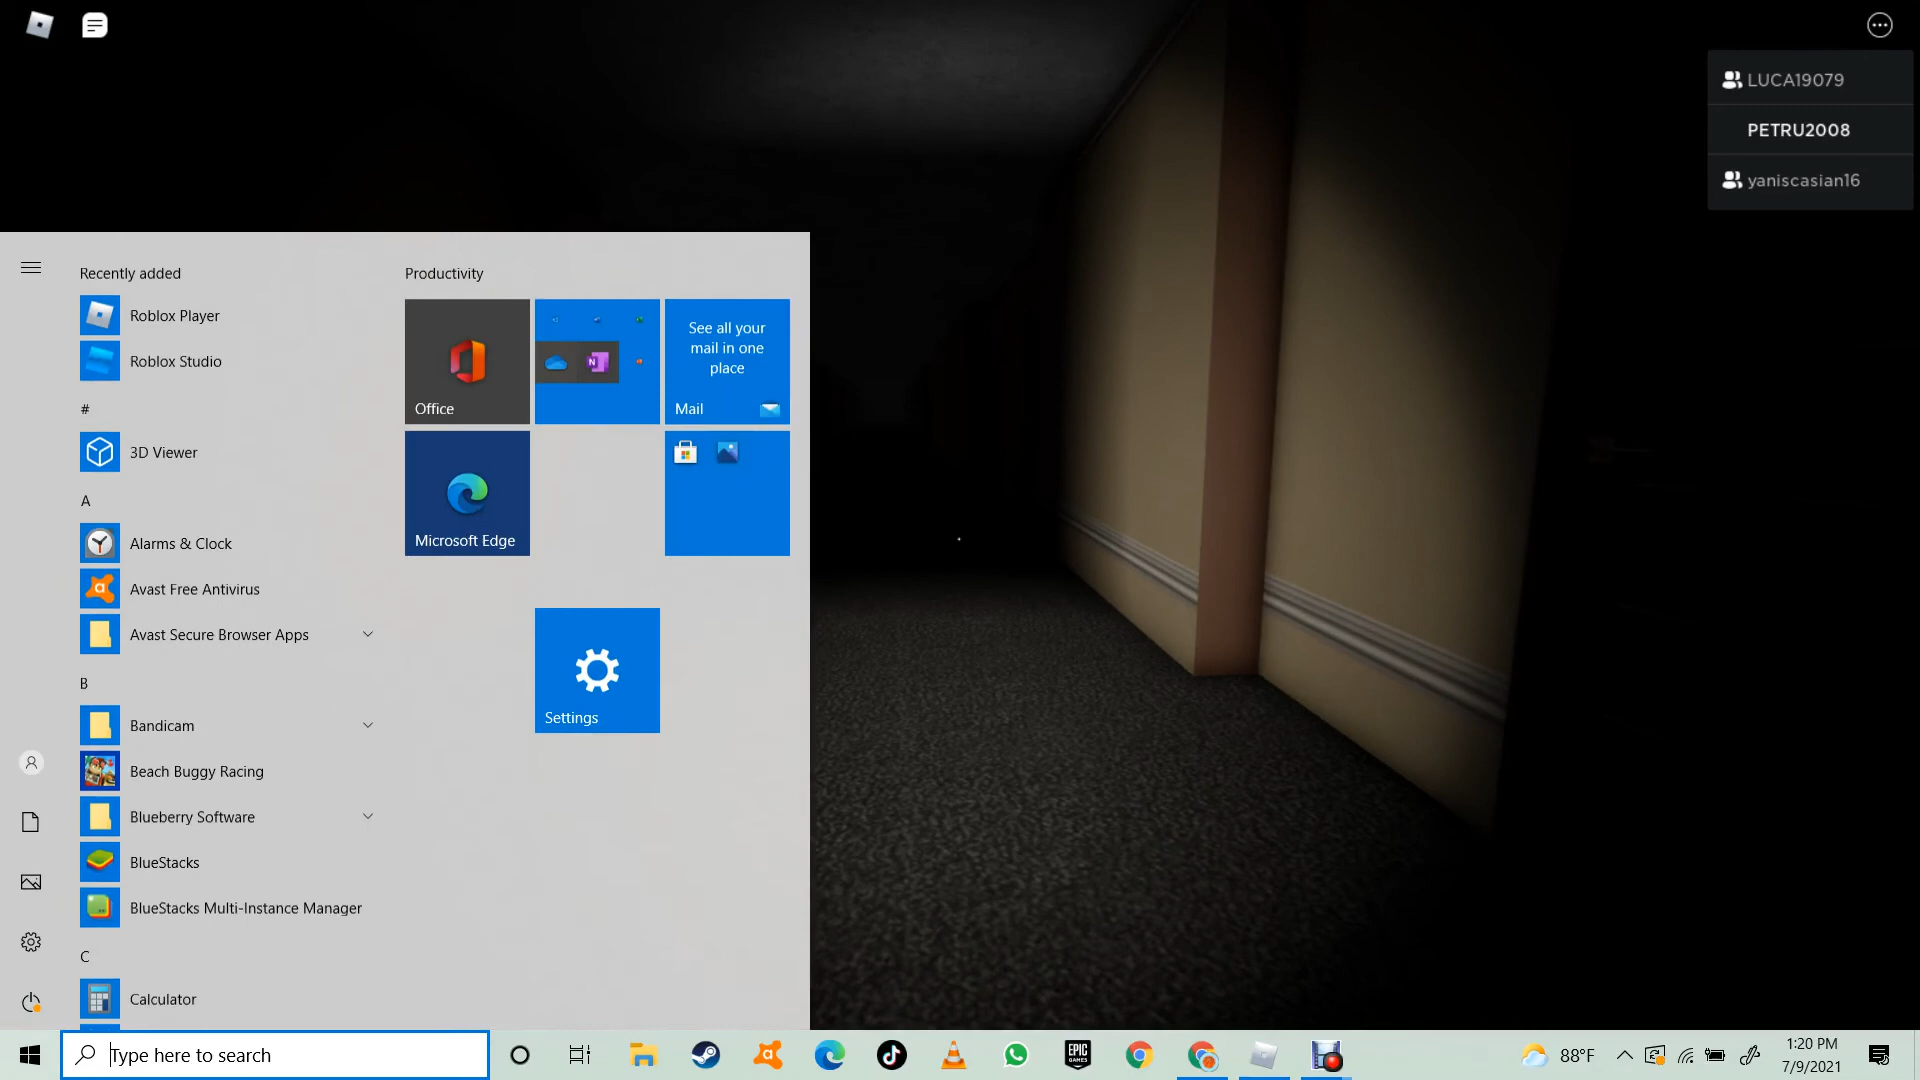 LUCA19079
PETRU2008
yaniscasian16
Recently added
Roblox Player
Roblox Studio
#
3D Viewer
A
Alarms & Clock
Avast Free Antivirus
Avast Secure Browser Apps
B
Bandicam
Beach Buggy Racing
Blueberry Software
BlueStacks
BlueStacks Multi-Instance Manager
C
Calculator
Productivity
Office
See all your
mail in one
place
Mail
Microsoft Edge
Settings
Type here to search
EPIC
GAMES
88°F
1:20 PM
7/9/2021